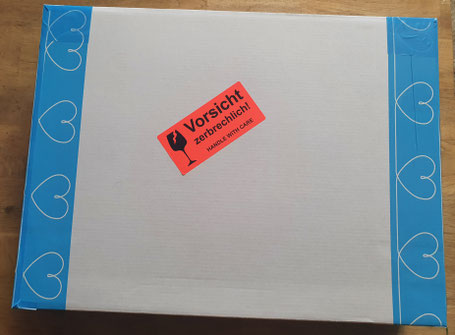 Vorsicht
zerbrechlich!
HANDLE WITH CARE